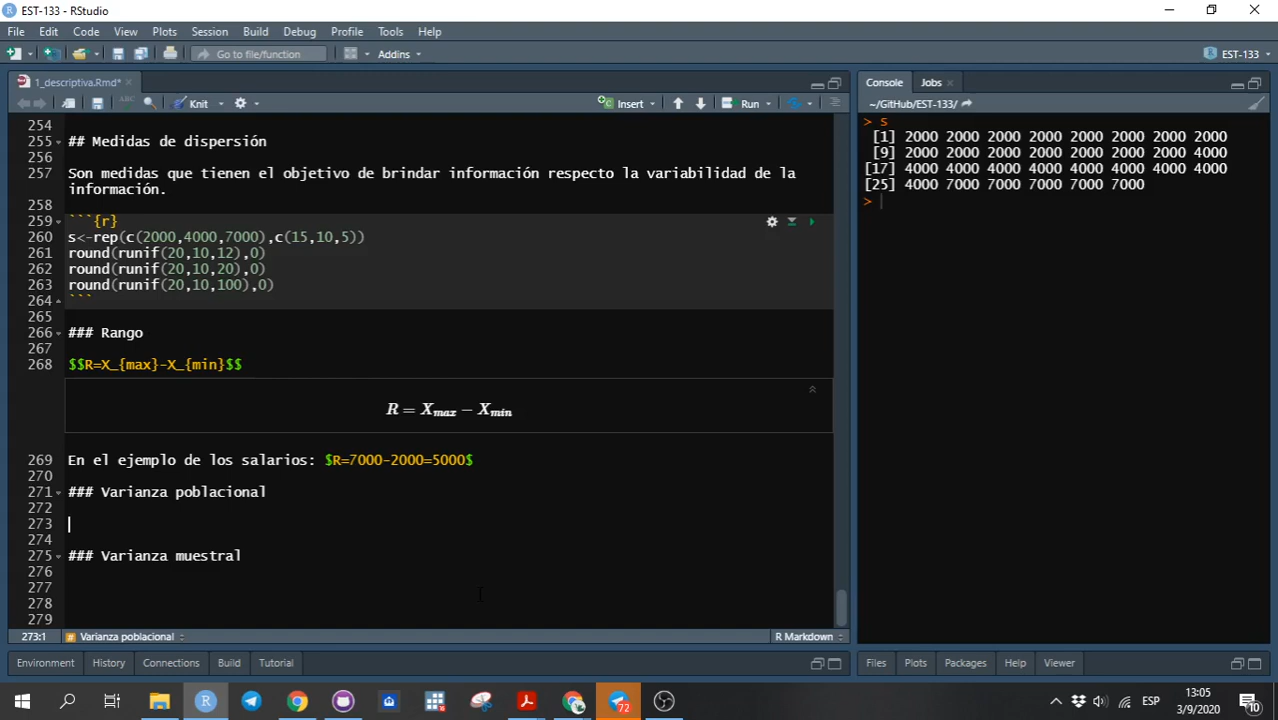 EST-133 - RStudio
File Edit Code View Plots Session Build Debug Profile Tools Help
Go to file/function Addins EST-133
1_descriptiva.Rmd*
ABC Knit Insert Run
254
255 ## Medidas de dispersión
256
257 Son medidas que tienen el objetivo de brindar información respecto la variabilidad de la
información.
258
259 ```{r}
260 s<-rep(c(2000,4000,7000),c(15,10,5))
261 round(runif(20,10,12),0)
262 round(runif(20,10,20),0)
263 round(runif(20,10,100),0)
264 ```
265
266 ### Rango
267
268 $$R=X_{max}-X_{min}$$
R = Xmax − Xmin
269 En el ejemplo de los salarios: $R=7000-2000=5000$
270
271 ### Varianza poblacional
272
273
274
275 ### Varianza muestral
276
277
278
279
273:1 # Varianza poblacional R Markdown
Environment History Connections Build Tutorial
Console Jobs
~/GitHub/EST-133/
> s
[1] 2000 2000 2000 2000 2000 2000 2000 2000
[9] 2000 2000 2000 2000 2000 2000 2000 4000
[17] 4000 4000 4000 4000 4000 4000 4000 4000
[25] 4000 7000 7000 7000 7000 7000
>
Files Plots Packages Help Viewer
72
ESP
13:05
3/9/2020
10